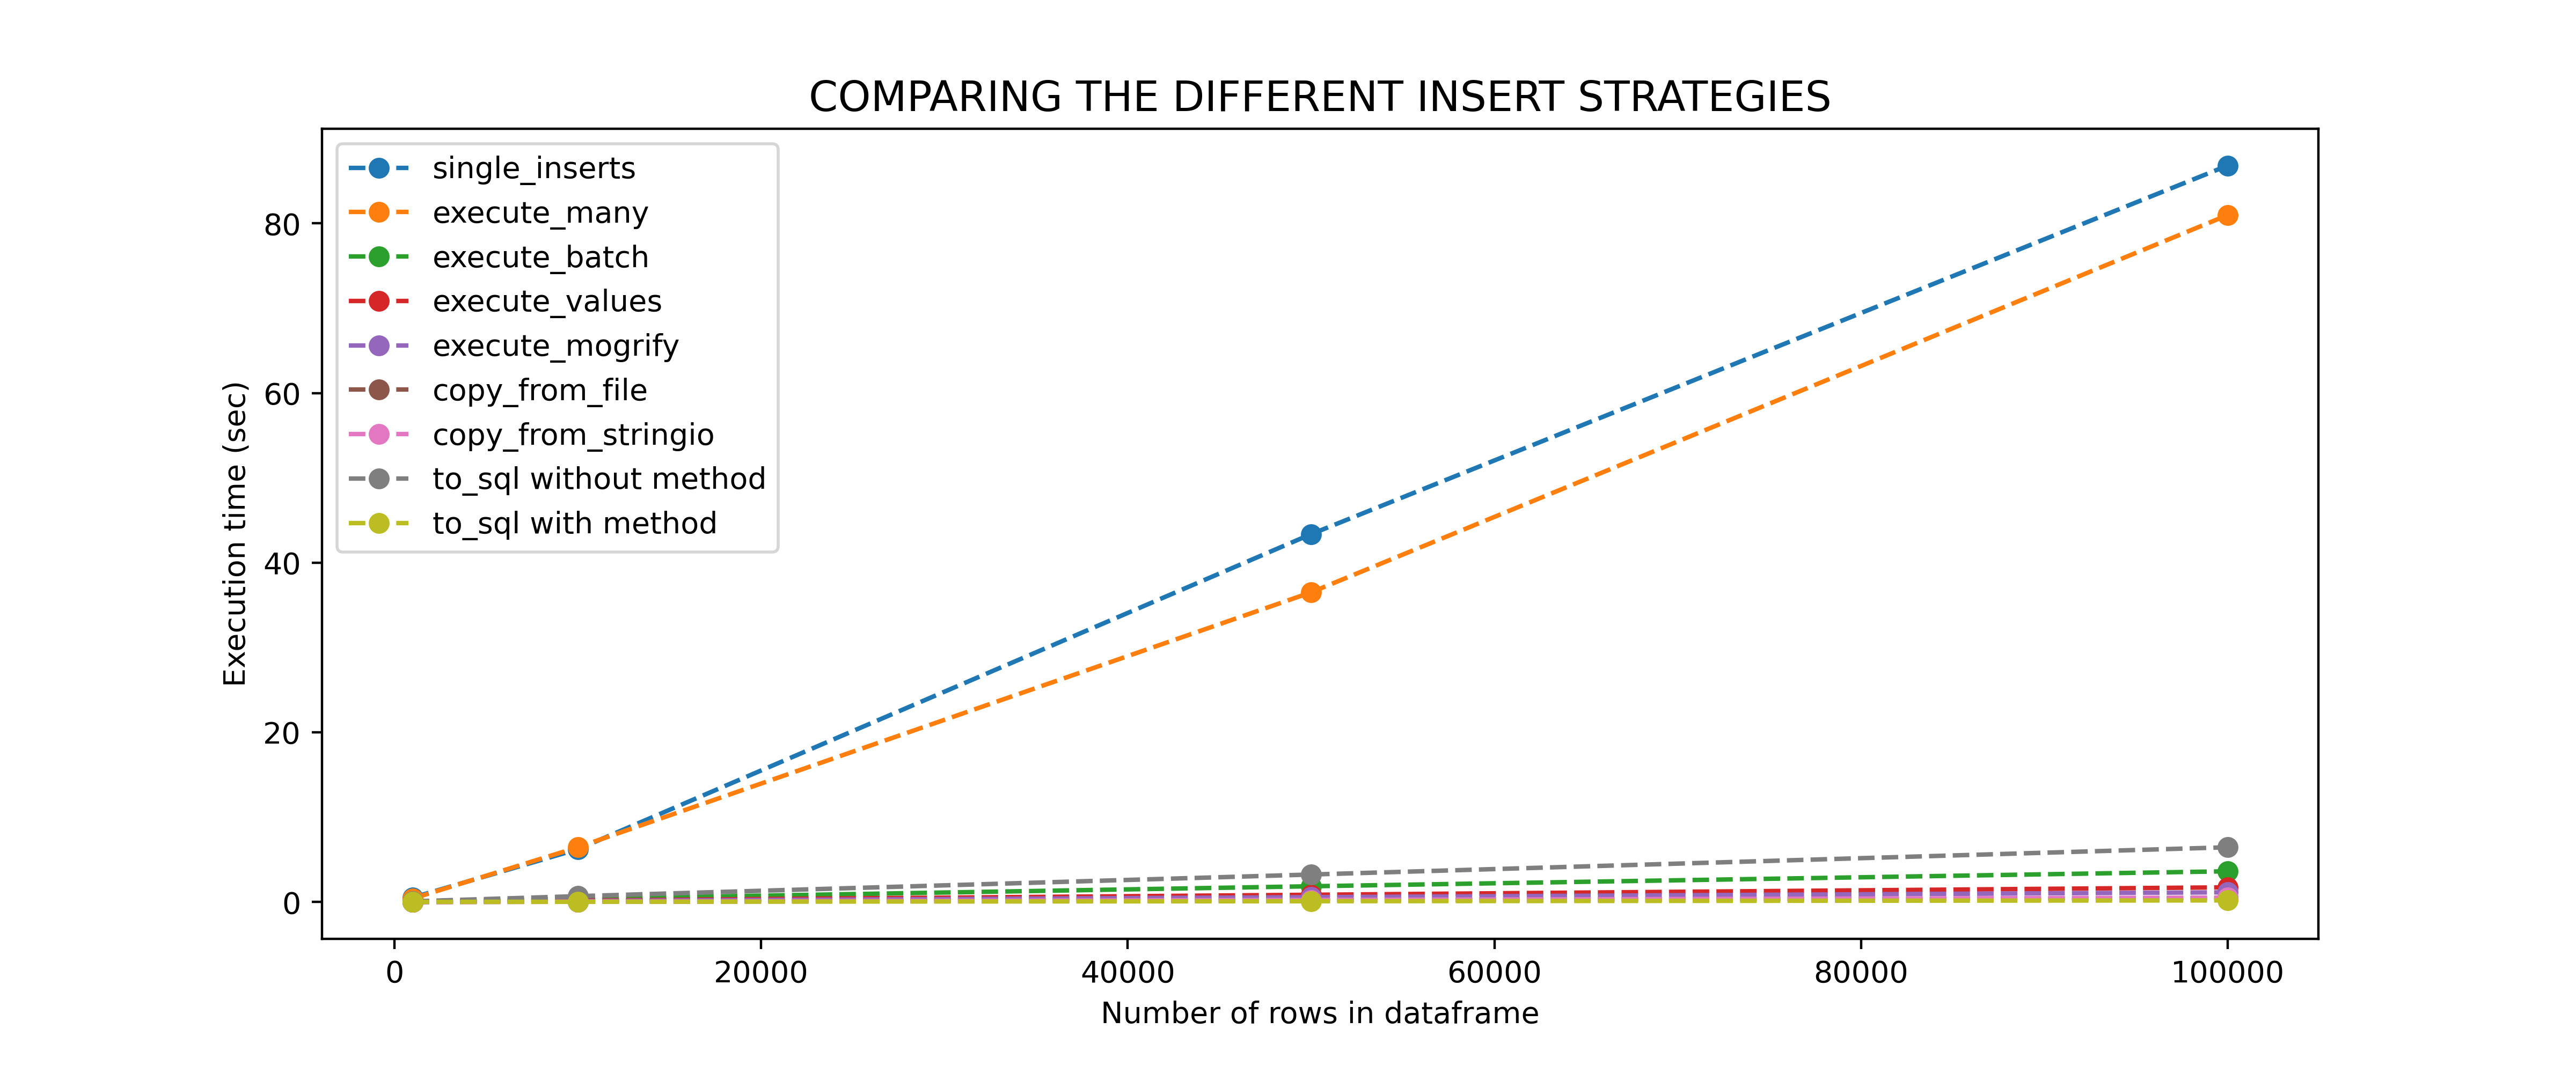 COMPARING THE DIFFERENT INSERT STRATEGIES
single_inserts
execute_many
execute_batch
execute_values
execute_mogrify
copy_from_file
copy_from_stringio
to_sql without method
to_sql with method
Execution time (sec)
80
60
40
20
0
0 20000 40000 60000 80000 100000
Number of rows in dataframe